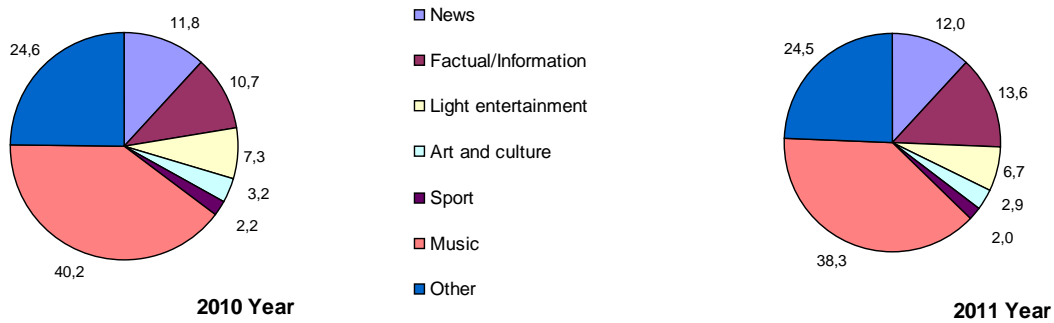 11,8
10,7
7,3
3,2
2,2
40,2
24,6
2010 Year
News
Factual/Information
Light entertainment
Art and culture
Sport
Music
Other
12,0
13,6
6,7
2,9
2,0
38,3
24,5
2011 Year